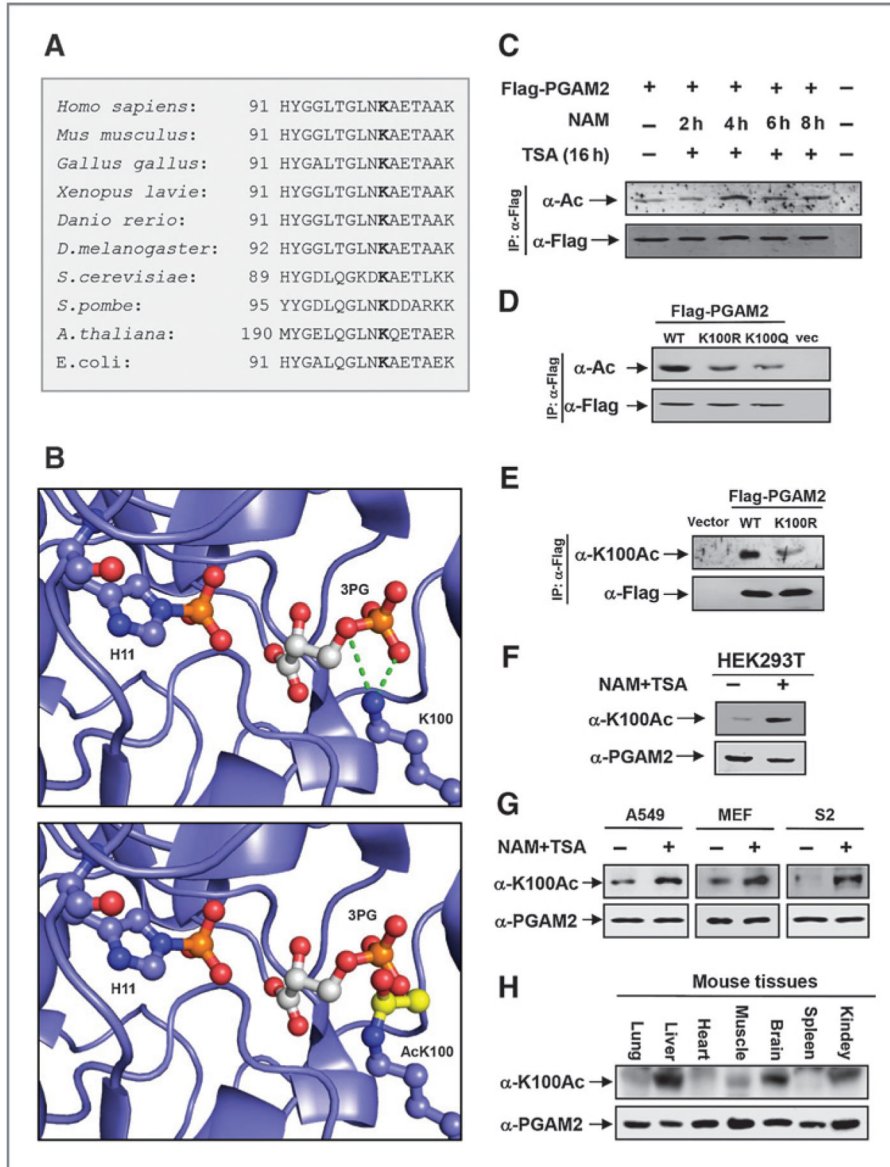 A
Homo sapiens: 91 HYGGLTGLNKAETAAK
Mus musculus: 91 HYGGLTGLNKAETAAK
Gallus gallus: 91 HYGALTGLNKAETAAK
Xenopus lavie: 91 HYGGLTGLNKAETAAK
Danio rerio: 91 HYGGLTGLNKAETAAK
D.melanogaster: 92 HYGGLTGLNKAETAAK
S.cerevisiae: 89 HYGDLQGKDKAETLKK
S.pombe: 95 YYGDLQGLNKDDARKK
A.thaliana: 190 MYGELQGLNKQETAER
E.coli: 91 HYGALQGLNKAETAEK
B
3PG
H11
K100
3PG
H11
AcK100
C
Flag-PGAM2 + + + + + –
NAM – 2 h 4 h 6 h 8 h –
TSA (16 h) – + + + + –
IP: α-Flag
α-Ac
α-Flag
D
Flag-PGAM2
WT K100R K100Q vec
IP: α-Flag
α-Ac
α-Flag
E
Flag-PGAM2
Vector WT K100R
IP: α-Flag
α-K100Ac
α-Flag
F
HEK293T
NAM+TSA – +
α-K100Ac
α-PGAM2
G
A549 MEF S2
NAM+TSA – + – + – +
α-K100Ac
α-PGAM2
H
Mouse tissues
Lung Liver Heart Muscle Brain Spleen Kindey
α-K100Ac
α-PGAM2